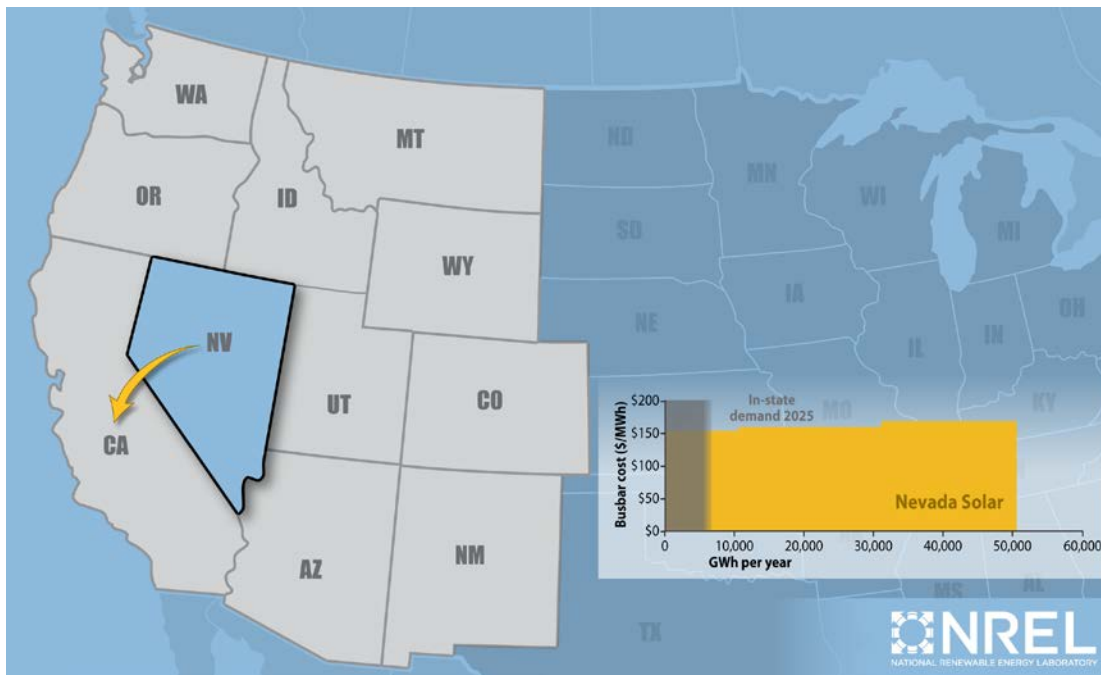 WA
MT
ND
MN
OR
ID
WI
SD
MI
WY
IA
NE
OH
NV
IL
IN
UT
CO
CA
$200
In-state
demand 2025
MO
KY
$150
Busbar cost ($/MWh)
$100
$50
Nevada Solar
$0
0
10,000
20,000
30,000
40,000
50,000
60,000
GWh per year
AZ
NM
MS
AL
TX
NREL
NATIONAL RENEWABLE ENERGY LABORATORY